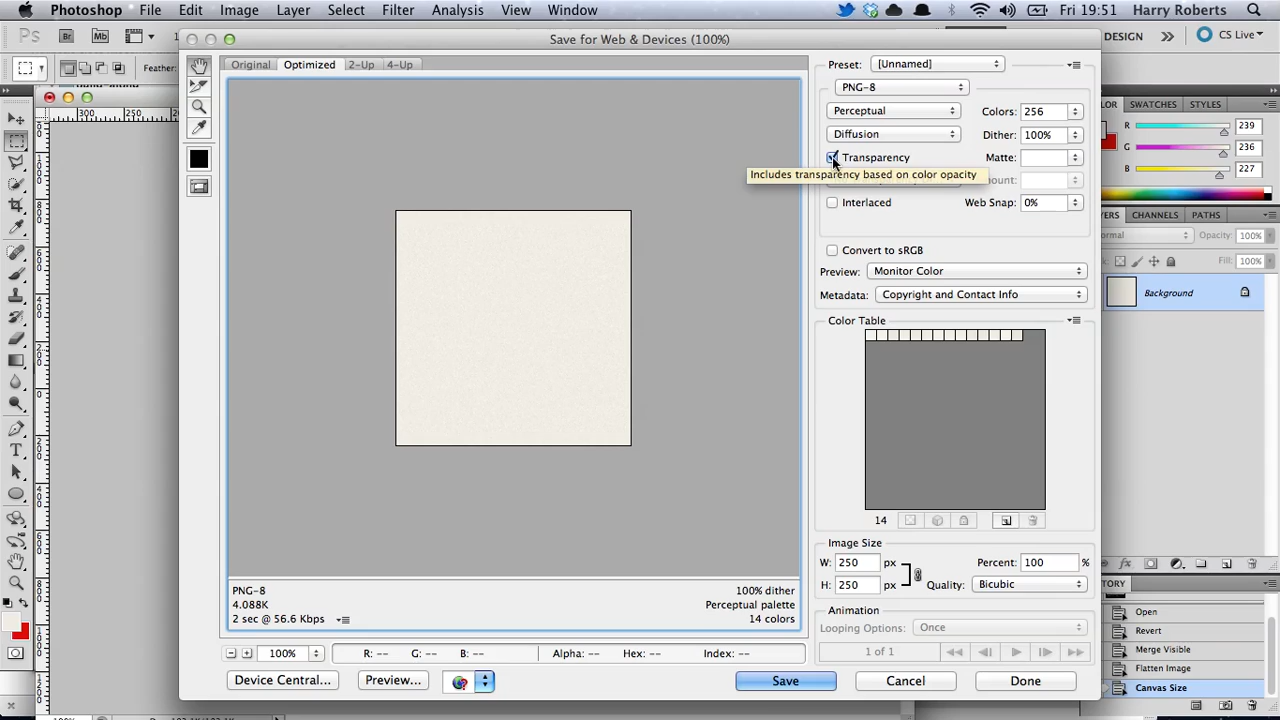 Photoshop File Edit Image Layer Select Filter Analysis View Window Fri 19:51 Harry Roberts
Ps Br Mb DESIGN CS Live
Feather:
Save for Web & Devices (100%)
Original Optimized 2-Up 4-Up
Preset: [Unnamed]
PNG-8
Perceptual Colors: 256
Diffusion Dither: 100%
Transparency Matte:
Includes transparency based on color opacity
Interlaced Web Snap: 0%
Convert to sRGB
Preview: Monitor Color
Metadata: Copyright and Contact Info
Color Table
14
Image Size
W: 250 px Percent: 100 %
H: 250 px Quality: Bicubic
Animation
Looping Options: Once
1 of 1
PNG-8 100% dither
4.088K Perceptual palette
2 sec @ 56.6 Kbps 14 colors
100% R: -- G: -- B: -- Alpha: -- Hex: -- Index: --
Device Central... Preview... Save Cancel Done
SWATCHES STYLES
R 239
G 236
B 227
CHANNELS PATHS
Opacity: 100%
Fill: 100%
Background
Open
Revert
Merge Visible
Flatten Image
Canvas Size